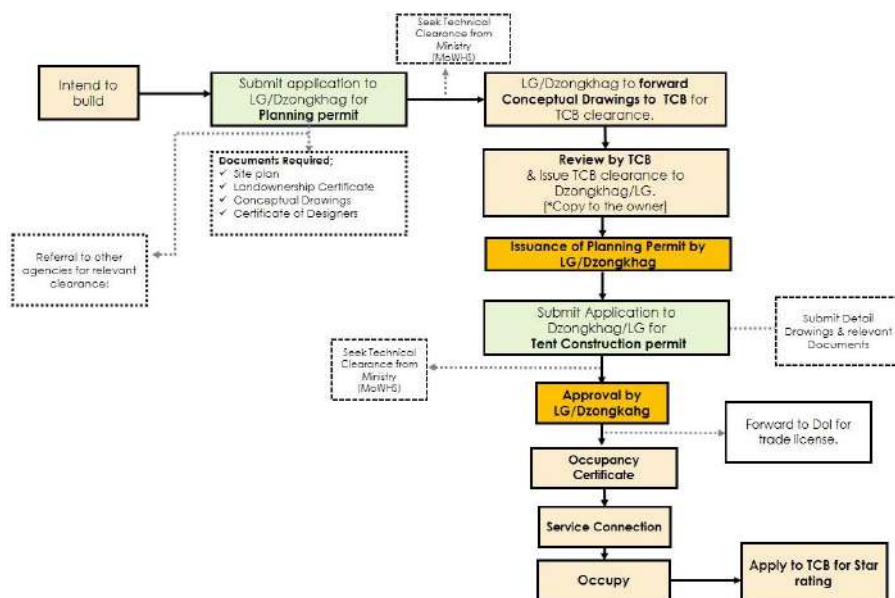 Seek Technical
Clearance from
Ministry
(MoWHS)
Intend to
build
Submit application to
LG/Dzongkhag for
Planning permit
LG/Dzongkhag to forward
Conceptual Drawings to TCB for
TCB clearance.
Documents Required;
✓ Site plan
✓ Landownership Certificate
✓ Conceptual Drawings
✓ Certificate of Designers
Review by TCB
& Issue TCB clearance to
Dzongkhag/LG.
(*Copy to the owner)
Referral to other
agencies for relevant
clearance:
Issuance of Planning Permit by
LG/Dzongkhag
Submit Application to
Dzongkhag/LG for
Tent Construction permit
Submit Detail
Drawings & relevant
Documents
Seek Technical
Clearance from
Ministry
(MoWHS)
Approval by
LG/Dzongkahg
Forward to DoI for
trade license.
Occupancy
Certificate
Service Connection
Occupy
Apply to TCB for Star
rating